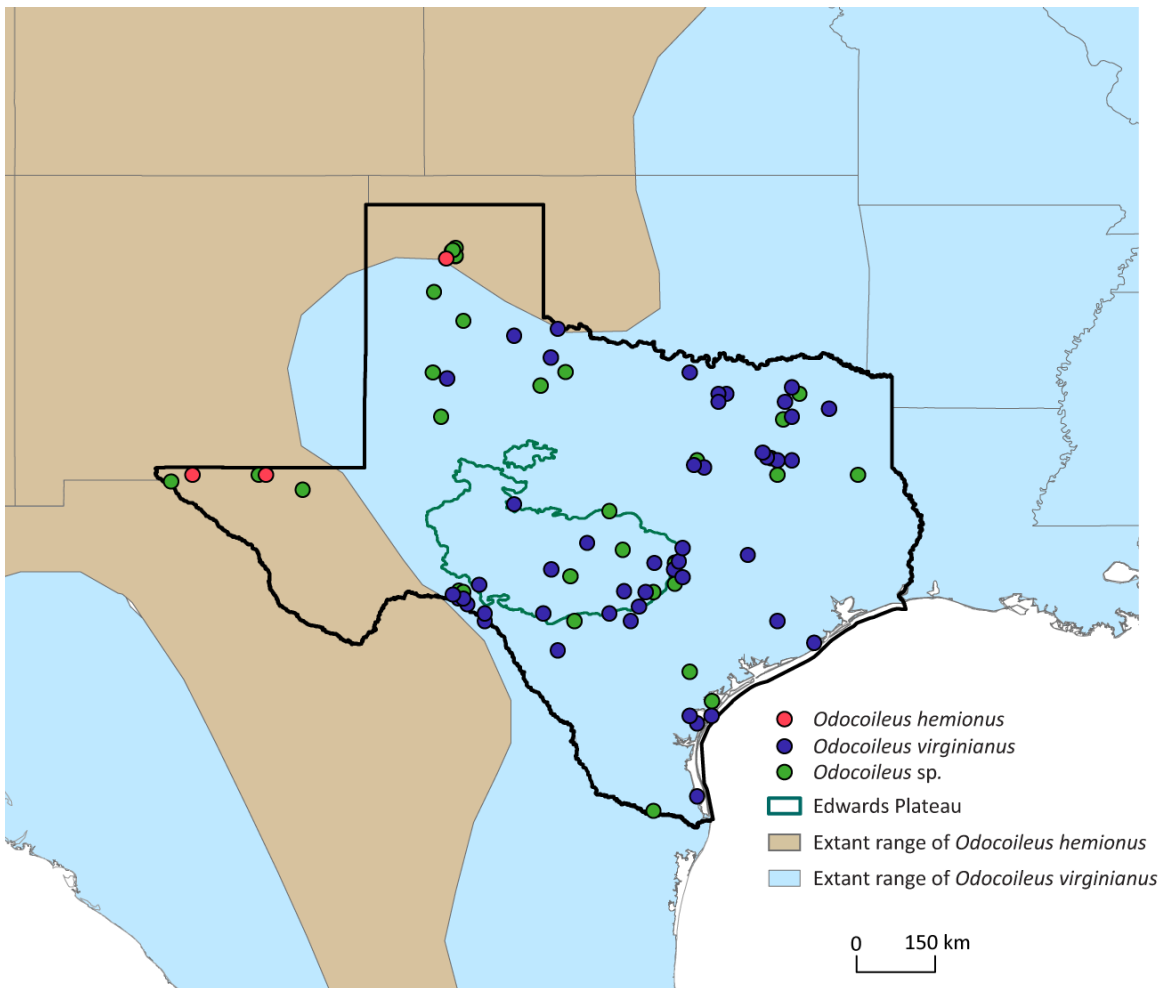 Odocoileus hemionus
Odocoileus virginianus
Odocoileus sp.
Edwards Plateau
Extant range of Odocoileus hemionus
Extant range of Odocoileus virginianus
0 150 km